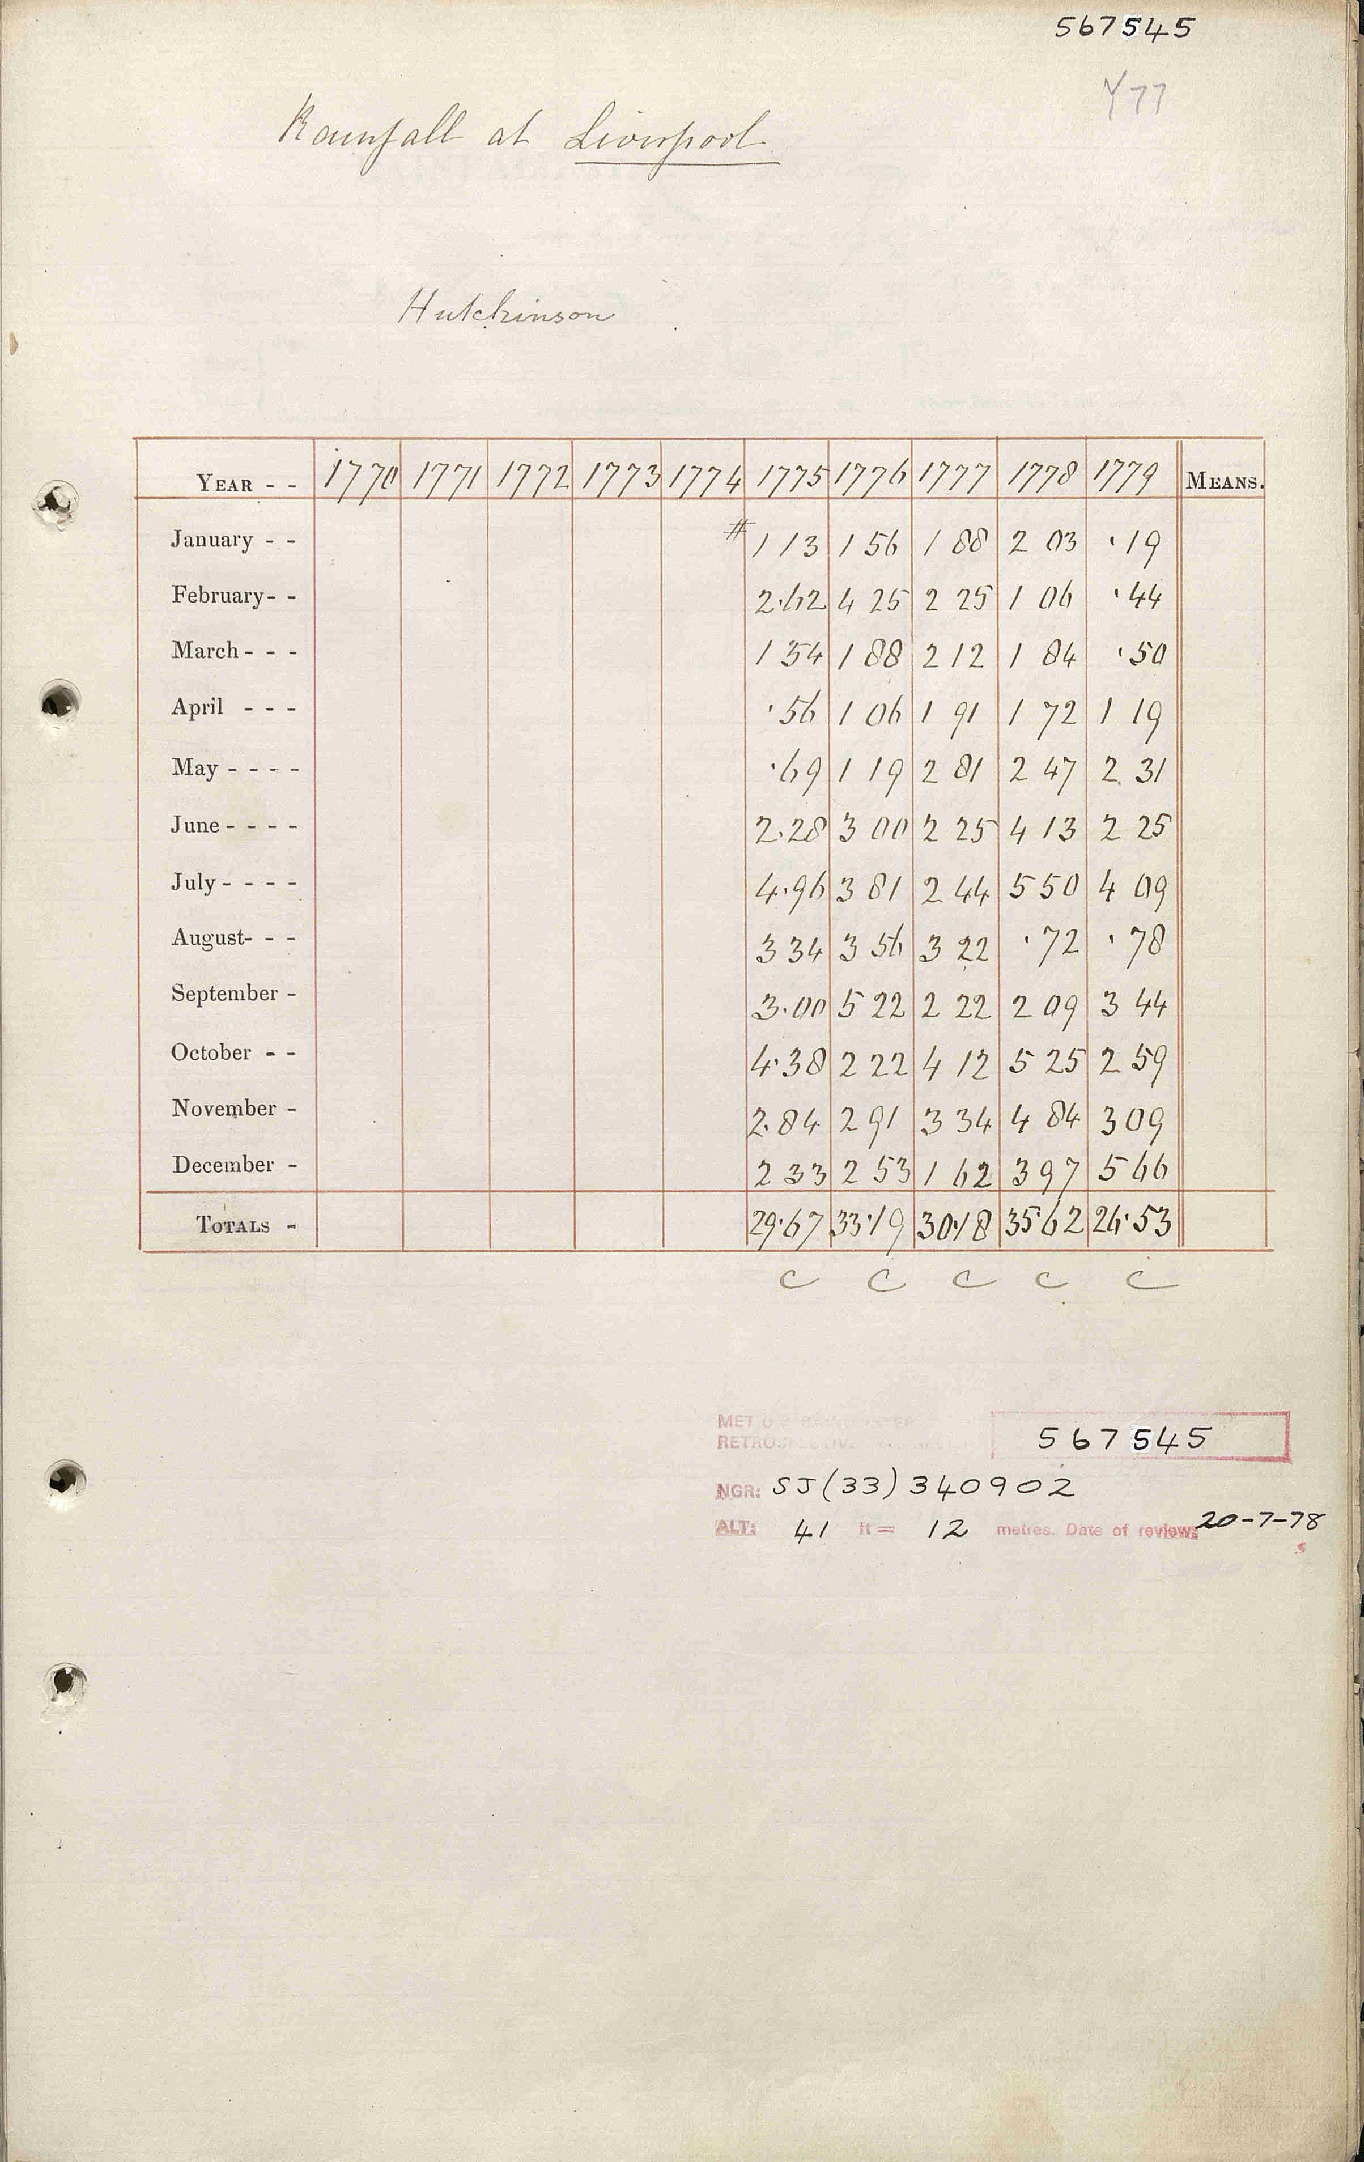 567545
Y77
Rainfall at Liverpool
Hutchinson
YEAR - - 1770 1771 1772 1773 1774 1775 1776 1777 1778 1779 MEANS.
January - - # 1 13 1 56 1 88 2 03 ·19
February - - 2·62 4 25 2 25 1 06 ·44
March - - - 1 54 1 88 2 12 1 84 ·50
April - - - ·56 1 06 1 91 1 72 1 19
May - - - - ·69 1 19 2 81 2 47 2 31
June - - - - 2·28 3 00 2 25 4 13 2 25
July - - - - 4·96 3 81 2 44 5 50 4 09
August - - - 3 34 3 56 3 22 ·72 ·78
September - 3·00 5 22 2 22 2 09 3 44
October - - 4·38 2 22 4 12 5 25 2 59
November - 2·84 2 91 3 34 4 84 3 09
December - 2 33 2 53 1 62 3 97 5 66
TOTALS - 29·67 33·19 30·18 35·62 26·53
C C C C C
MET
567545
NGR: SJ(33)340902
ALT: 41 ft = 12 metres. Date of review: 20-7-78